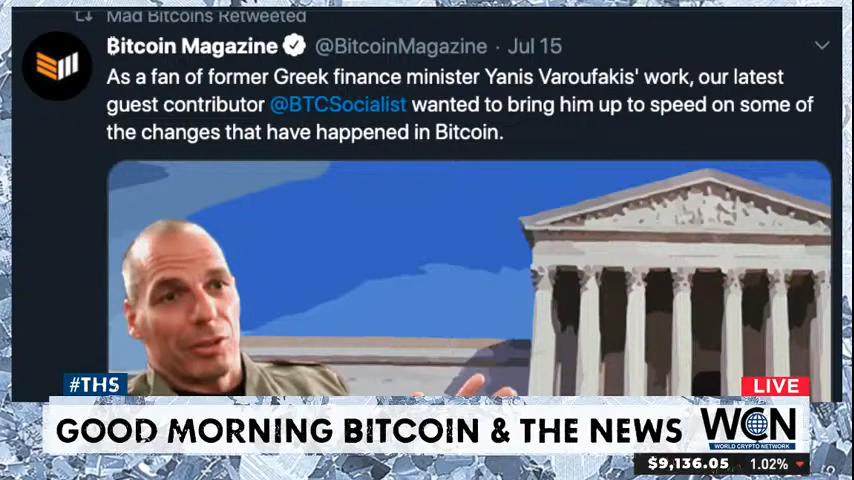 Mad Bitcoins Retweeted
₿itcoin Magazine @BitcoinMagazine · Jul 15
As a fan of former Greek finance minister Yanis Varoufakis' work, our latest
guest contributor @BTCSocialist wanted to bring him up to speed on some of
the changes that have happened in Bitcoin.
#THS
LIVE
GOOD MORNING BITCOIN & THE NEWS
WCN
WORLD CRYPTO NETWORK
$9,136.05 1.02%